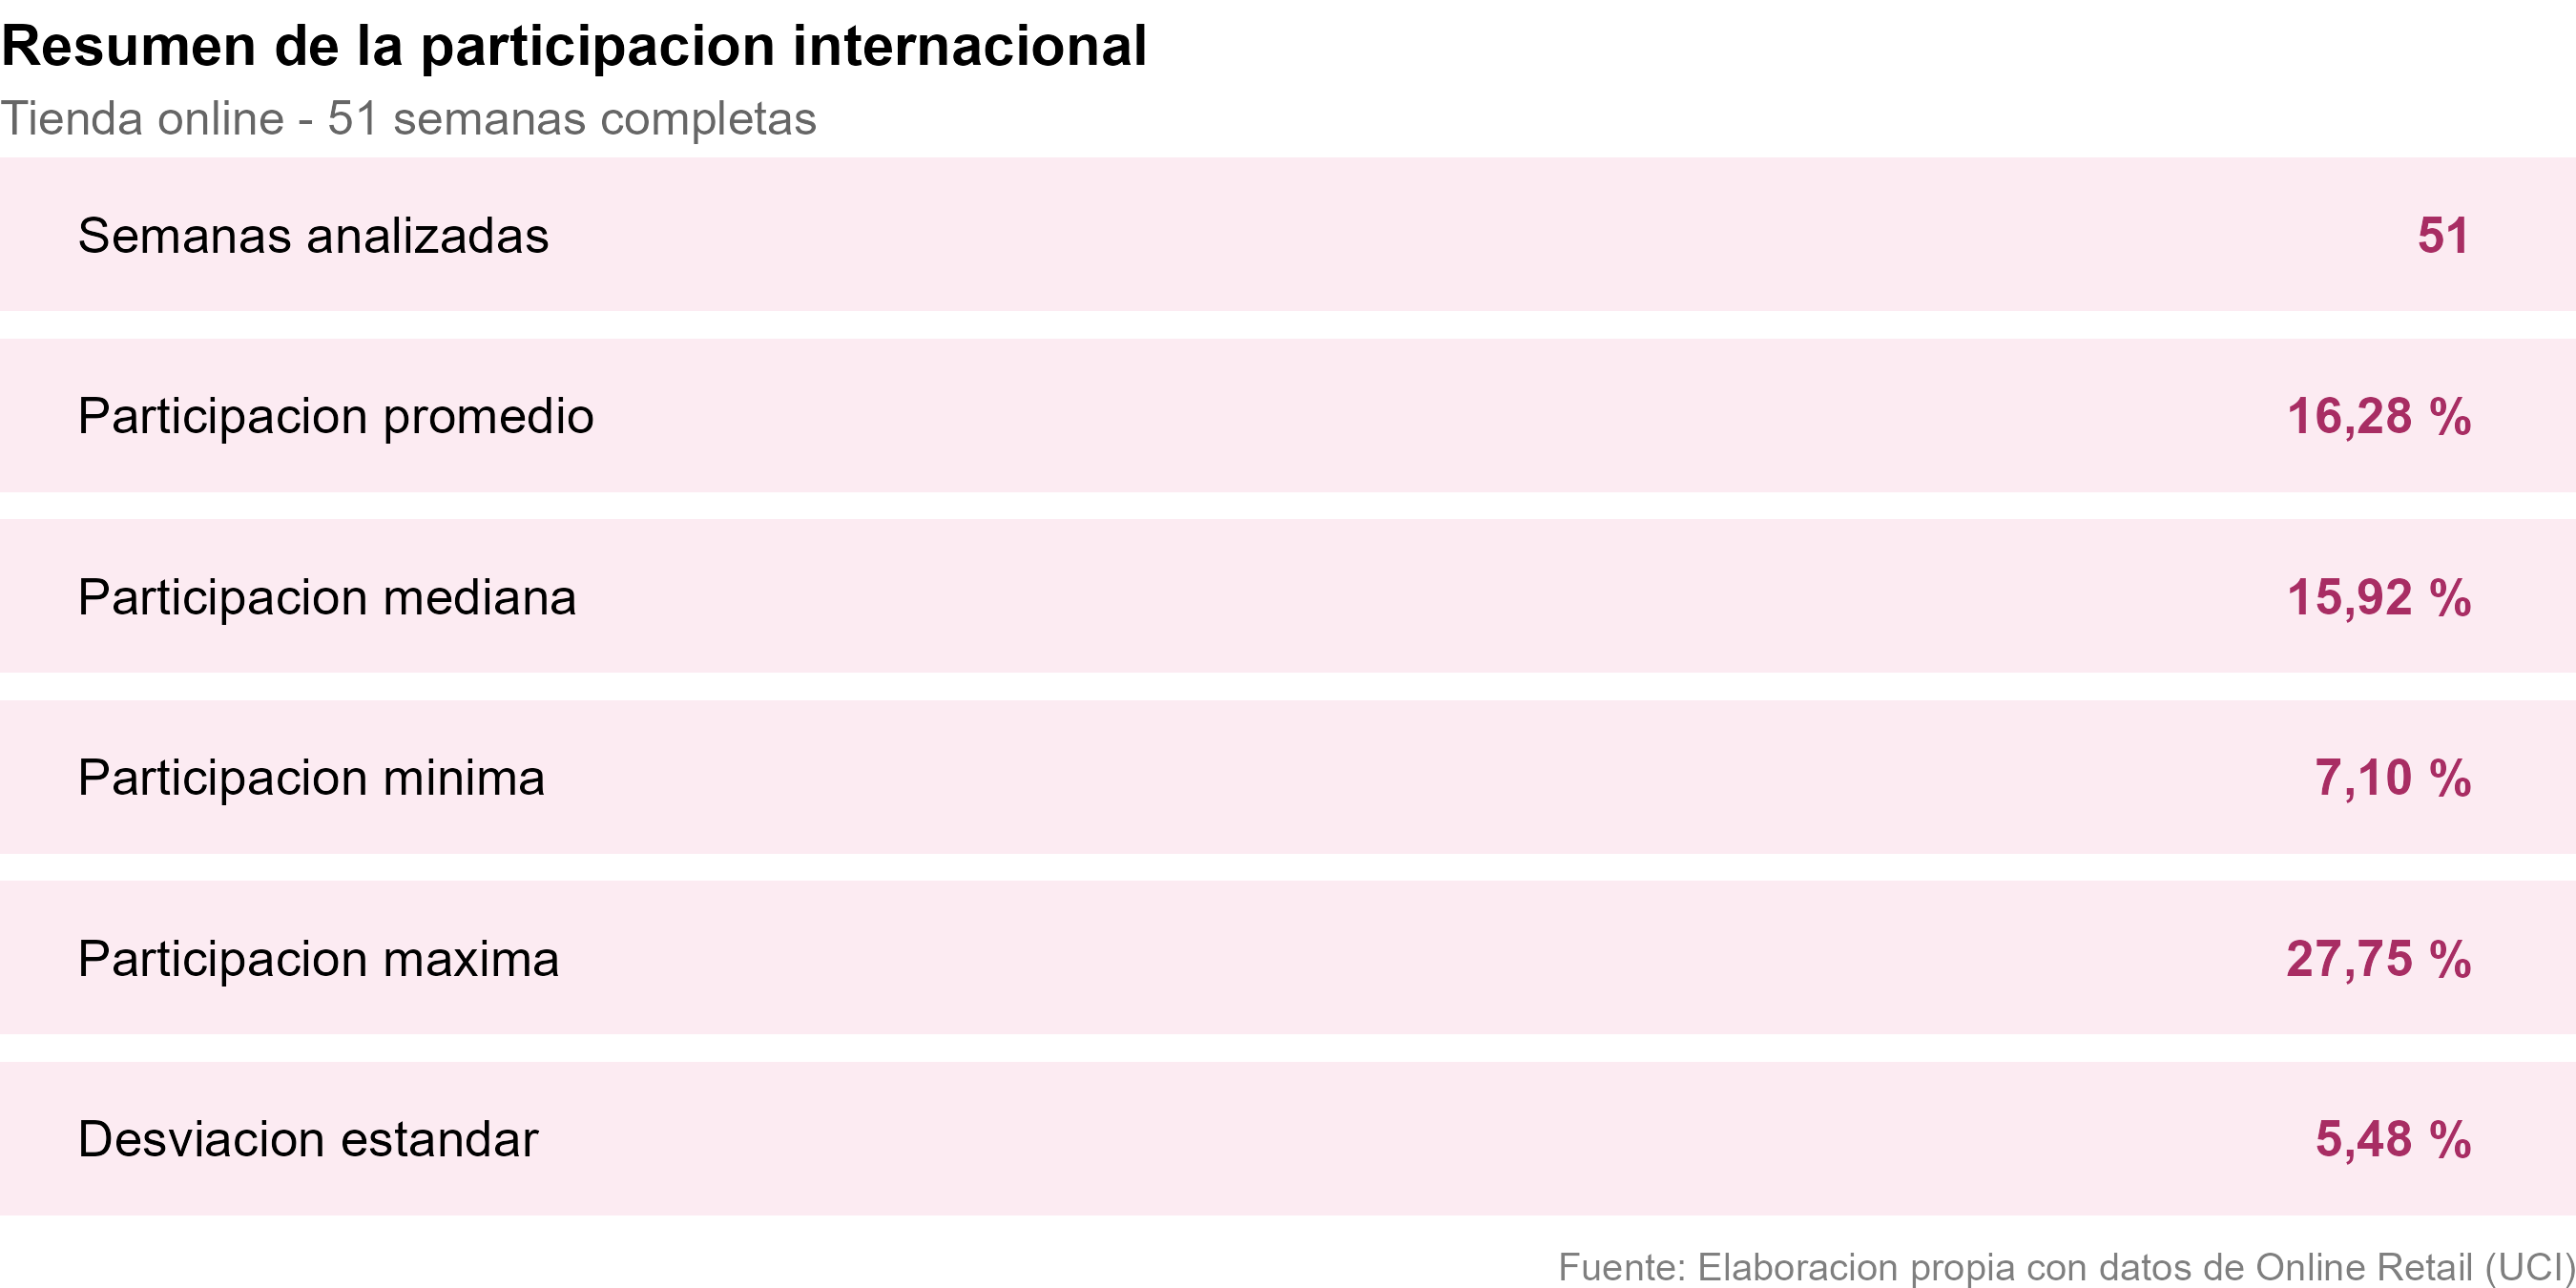 Resumen de la participacion internacional
Tienda online - 51 semanas completas
Semanas analizadas 51
Participacion promedio 16,28 %
Participacion mediana 15,92 %
Participacion minima 7,10 %
Participacion maxima 27,75 %
Desviacion estandar 5,48 %
Fuente: Elaboracion propia con datos de Online Retail (UCI)